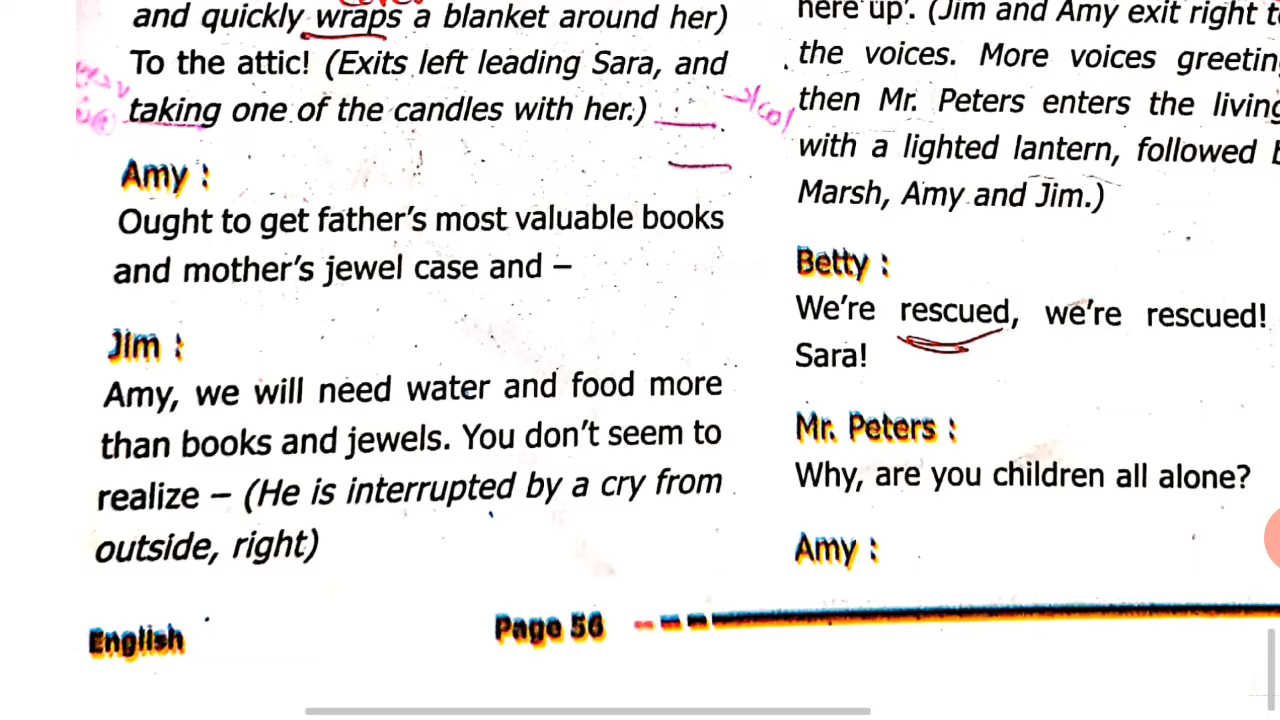 and quickly wraps a blanket around her)
To the attic! (Exits left leading Sara, and
taking one of the candles with her.)
Amy :
Ought to get father's most valuable books
and mother's jewel case and –
Jim :
Amy, we will need water and food more
than books and jewels. You don't seem to
realize – (He is interrupted by a cry from
outside, right)
here up'. (Jim and Amy exit right
the voices. More voices
then Mr. Peters enters the
with a lighted lantern, followed
Marsh, Amy and Jim.)
Betty :
We're rescued, we're rescued!
Sara!
Mr. Peters :
Why, are you children all alone?
Amy :
English
Page 56